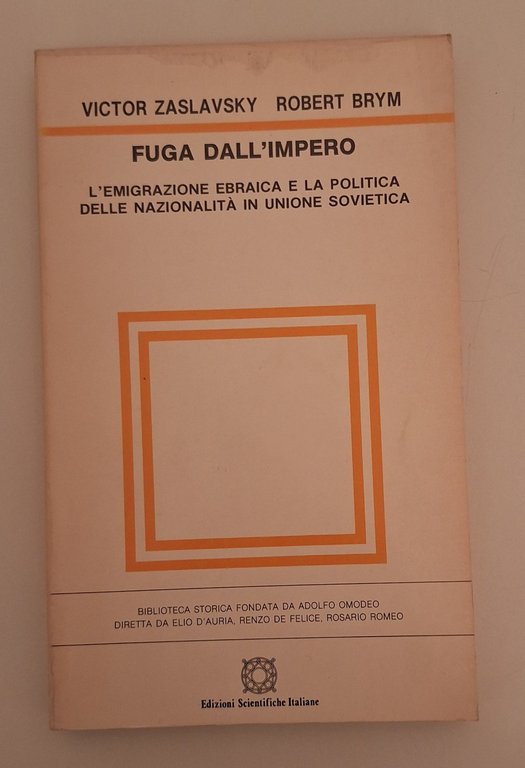 VICTOR ZASLAVSKY ROBERT BRYM
FUGA DALL'IMPERO
L'EMIGRAZIONE EBRAICA E LA POLITICA
DELLE NAZIONALITÀ IN UNIONE SOVIETICA
BIBLIOTECA STORICA FONDATA DA ADOLFO OMODEO
DIRETTA DA ELIO D'AURIA, RENZO DE FELICE, ROSARIO ROMEO
Edizioni Scientifiche Italiane